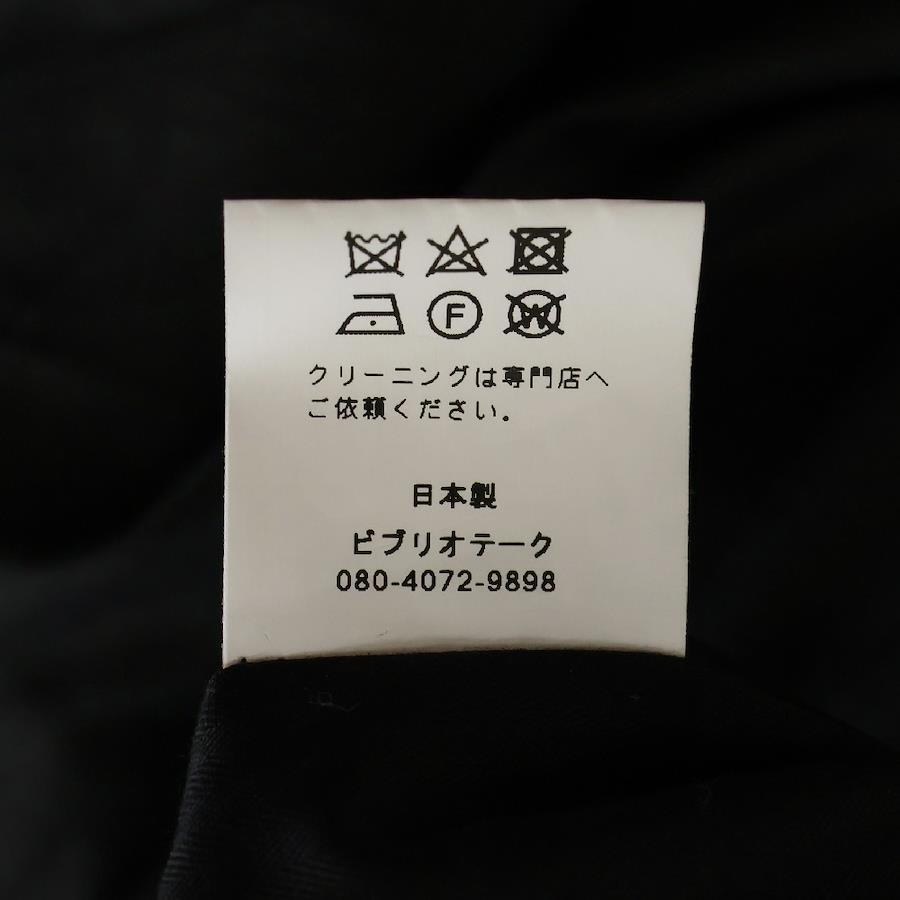 F W
クリーニングは専門店へ
ご依頼ください。
日本製
ビブリオテーク
080-4072-9898